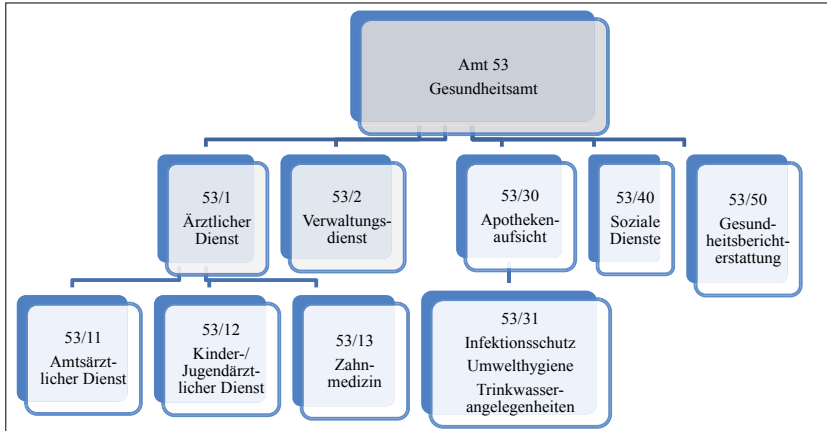 Amt 53
Gesundheitsamt
53/1
Ärztlicher
Dienst
53/2
Verwaltungs-
dienst
53/30
Apotheken-
aufsicht
53/40
Soziale
Dienste
53/50
Gesund-
heitsbericht-
erstattung
53/11
Amtsärzt-
licher Dienst
53/12
Kinder-/
Jugendärzt-
licher Dienst
53/13
Zahn-
medizin
53/31
Infektionsschutz
Umwelthygiene
Trinkwasser-
angelegenheiten